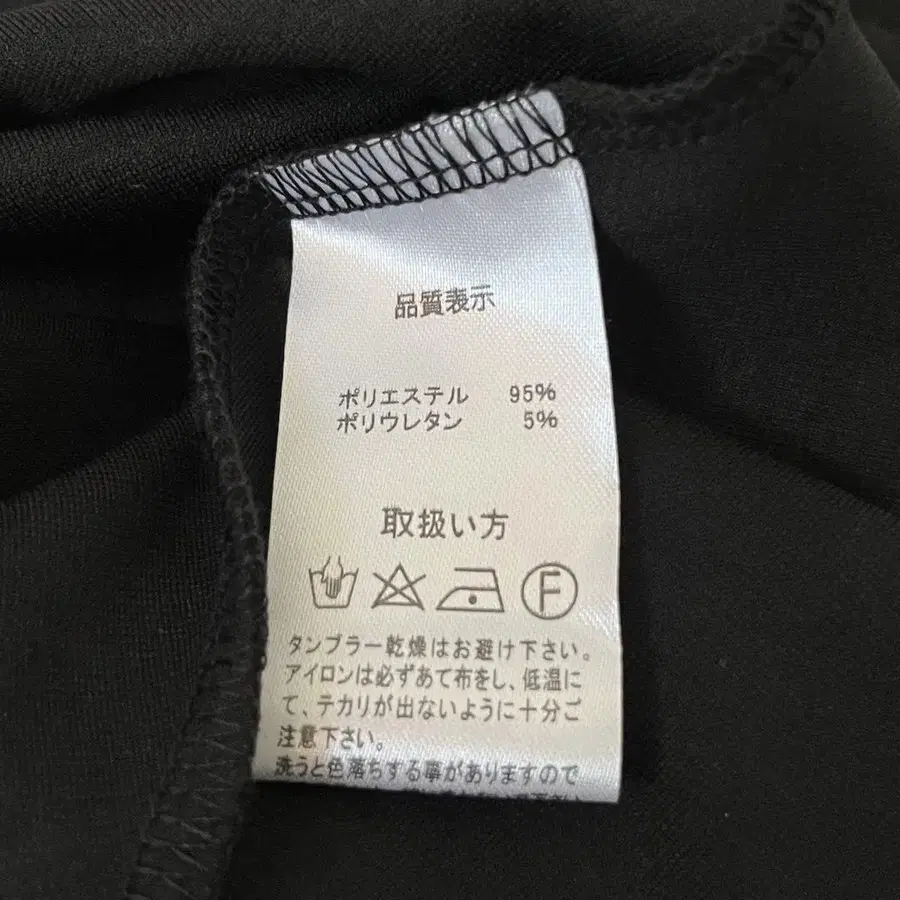 品質表示
ポリエステル 95%
ポリウレタン 5%
取扱い方
F
タンブラー乾燥はお避け下さい。
アイロンは必ずあて布をし、低温に
て、テカリが出ないように十分ご
注意下さい。
洗うと色落ちする事がありますので